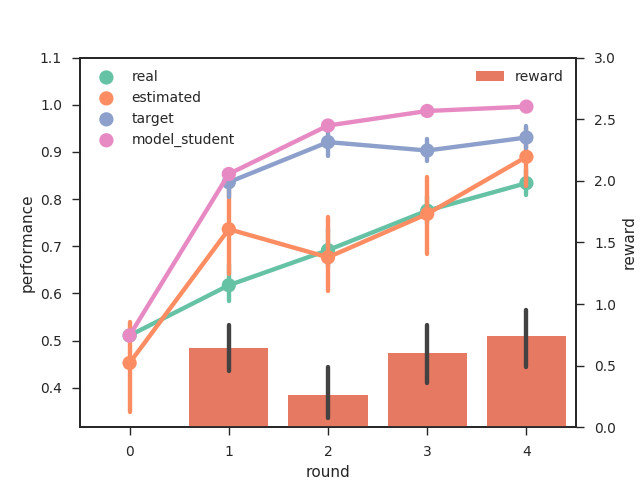 1.1
1.0
0.9
0.8
0.7
0.6
0.5
0.4
performance
real
estimated
target
model_student
reward
3.0
2.5
2.0
1.5
1.0
0.5
0.0
reward
0 1 2 3 4
round